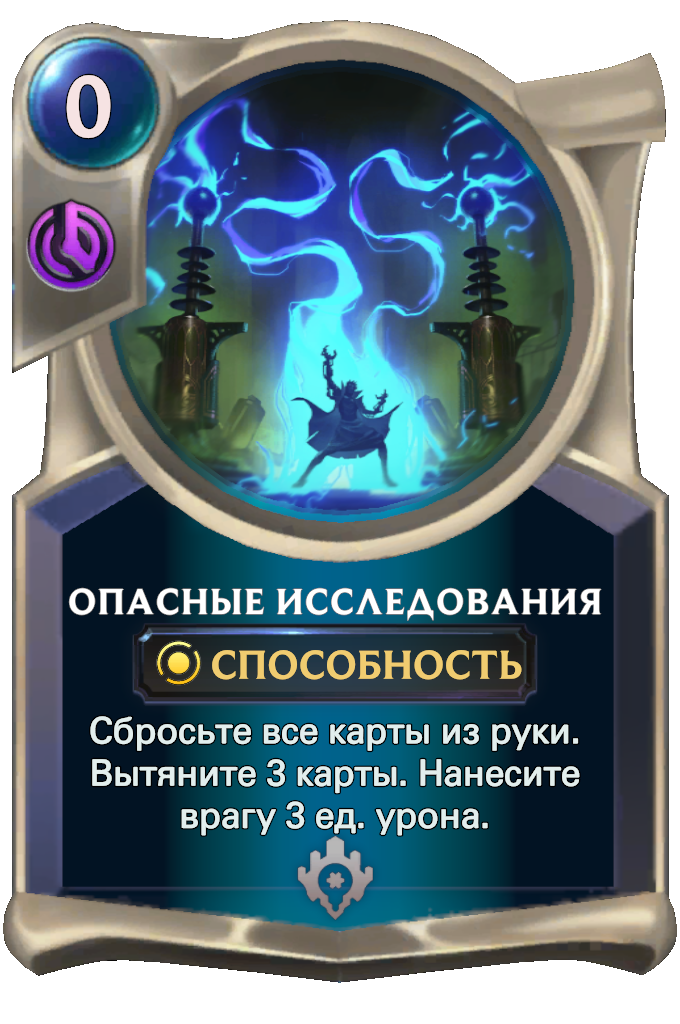 0
ОПАСНЫЕ ИССЛЕДОВАНИЯ
СПОСОБНОСТЬ
Сбросьте все карты из руки.
Вытяните 3 карты. Нанесите
врагу 3 ед. урона.